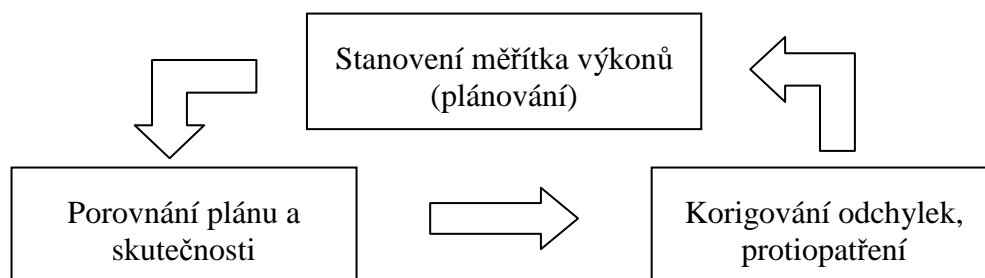 Stanovení měřítka výkonů
(plánování)
Porovnání plánu a
skutečnosti
Korigování odchylek,
protiopatření